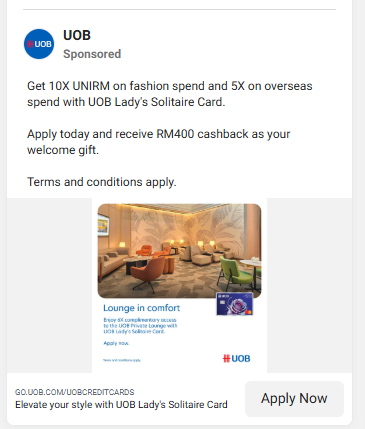 UOB
UOB
Sponsored
Get 10X UNIRM on fashion spend and 5X on overseas
spend with UOB Lady's Solitaire Card.
Apply today and receive RM400 cashback as your
welcome gift.
Terms and conditions apply.
Lounge in comfort
Enjoy 8X complimentary access
to the UOB Private Lounge with
UOB Lady's Solitaire Card.
Apply now.
Terms and conditions apply.
UOB
GO.UOB.COM/UOBCREDITCARDS
Elevate your style with UOB Lady's Solitaire Card
Apply Now